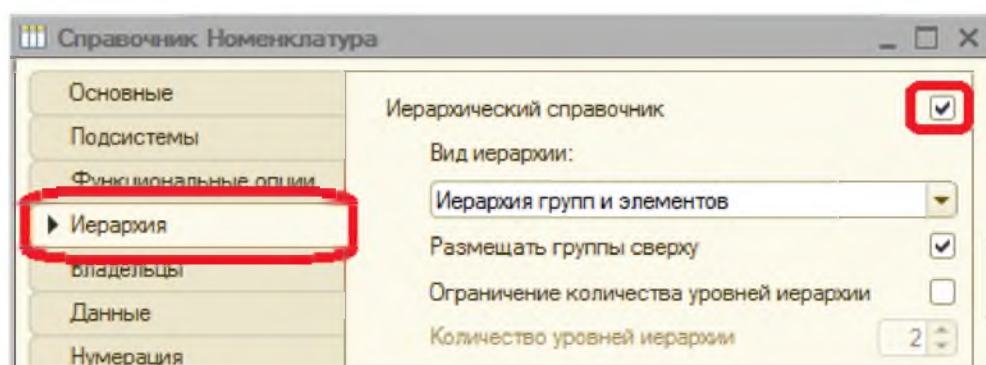 Справочник Номенклатура
Основные
Подсистемы
Функциональные опции
Иерархия
Владельцы
Данные
Нумерация
Иерархический справочник
Вид иерархии:
Иерархия групп и элементов
Размещать группы сверху
Ограничение количества уровней иерархии
Количество уровней иерархии 2